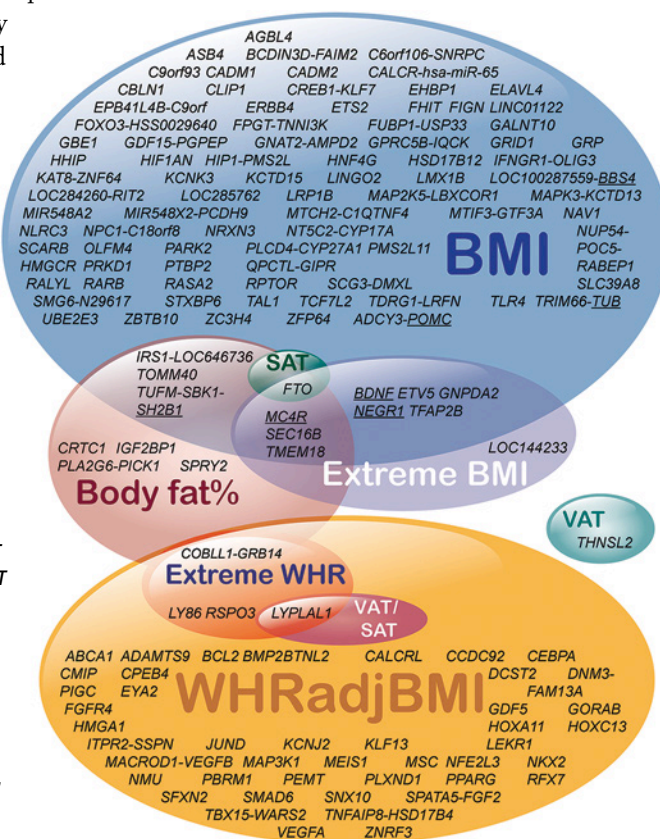 y
d
AGBL4
ASB4 BCDIN3D-FAIM2 C6orf106-SNRPC
C9orf93 CADM1 CADM2 CALCR-hsa-miR-65
CBLN1 CLIP1 CREB1-KLF7 EHBP1 ELAVL4
EPB41L4B-C9orf ERBB4 ETS2 FHIT FIGN LINC01122
FOXO3-HSS0029640 FPGT-TNNI3K FUBP1-USP33 GALNT10
GBE1 GDF15-PGPEP GNAT2-AMPD2 GPRC5B-IQCK GRID1 GRP
HHIP HIF1AN HIP1-PMS2L HNF4G HSD17B12 IFNGR1-OLIG3
KAT8-ZNF64 KCNK3 KCTD15 LINGO2 LMX1B LOC100287559-BBS4
LOC284260-RIT2 LOC285762 LRP1B MAP2K5-LBXCOR1 MAPK3-KCTD13
MIR548A2 MIR548X2-PCDH9 MTCH2-C1QTNF4 MTIF3-GTF3A NAV1
NLRC3 NPC1-C18orf8 NRXN3 NT5C2-CYP17A NUP54-
SCARB OLFM4 PARK2 PLCD4-CYP27A1 PMS2L11 POC5-
HMGCR PRKD1 PTBP2 QPCTL-GIPR BMI RABEP1
RALYL RARB RASA2 RPTOR SCG3-DMXL SLC39A8
SMG6-N29617 STXBP6 TAL1 TCF7L2 TDRG1-LRFN TLR4 TRIM66-TUB
UBE2E3 ZBTB10 ZC3H4 ZFP64 ADCY3-POMC
IRS1-LOC646736
TOMM40
TUFM-SBK1-
SH2B1
SAT
FTO
BDNF ETV5 GNPDA2
NEGR1 TFAP2B
MC4R
SEC16B
TMEM18
LOC144233
Extreme BMI
CRTC1 IGF2BP1
PLA2G6-PICK1 SPRY2
Body fat%
VAT
THNSL2
COBLL1-GRB14
Extreme WHR
LY86 RSPO3 LYPLAL1
VAT/
SAT
ABCA1 ADAMTS9 BCL2 BMP2BTNL2 CALCRL CCDC92 CEBPA
CMIP CPEB4 DCST2 DNM3-
PIGC EYA2 WHRadjBMI FAM13A
FGFR4 GDF5 GORAB
HMGA1 HOXA11 HOXC13
ITPR2-SSPN JUND KCNJ2 KLF13 LEKR1
MACROD1-VEGFB MAP3K1 MEIS1 MSC NFE2L3 NKX2
NMU PBRM1 PEMT PLXND1 PPARG RFX7
SFXN2 SMAD6 SNX10 SPATA5-FGF2
TBX15-WARS2 TNFAIP8-HSD17B4
VEGFA ZNRF3